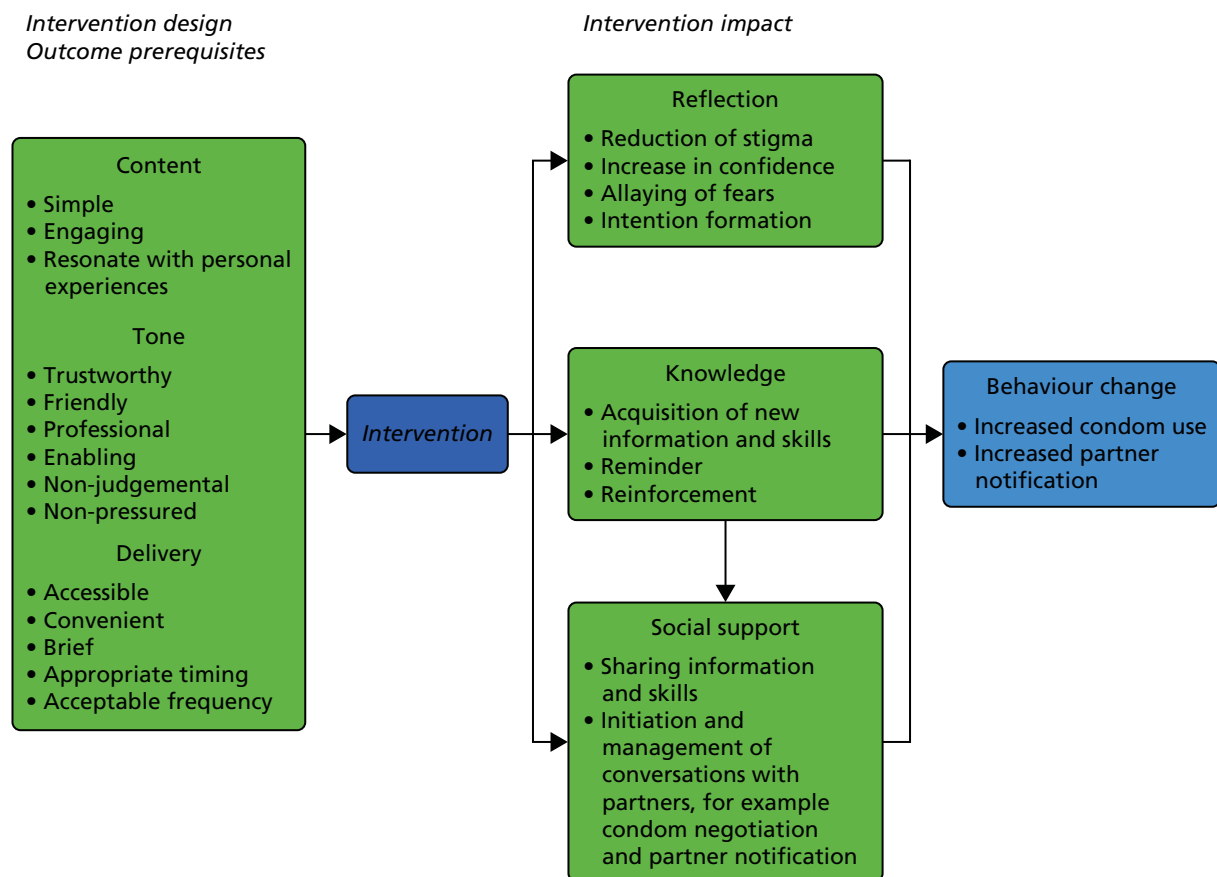 Intervention design
Outcome prerequisites
Intervention impact
Content
• Simple
• Engaging
• Resonate with personal
experiences
Tone
• Trustworthy
• Friendly
• Professional
• Enabling
• Non-judgemental
• Non-pressured
Delivery
• Accessible
• Convenient
• Brief
• Appropriate timing
• Acceptable frequency
Intervention
Reflection
• Reduction of stigma
• Increase in confidence
• Allaying of fears
• Intention formation
Knowledge
• Acquisition of new
information and skills
• Reminder
• Reinforcement
Social support
• Sharing information
and skills
• Initiation and
management of
conversations with
partners, for example
condom negotiation
and partner notification
Behaviour change
• Increased condom use
• Increased partner
notification